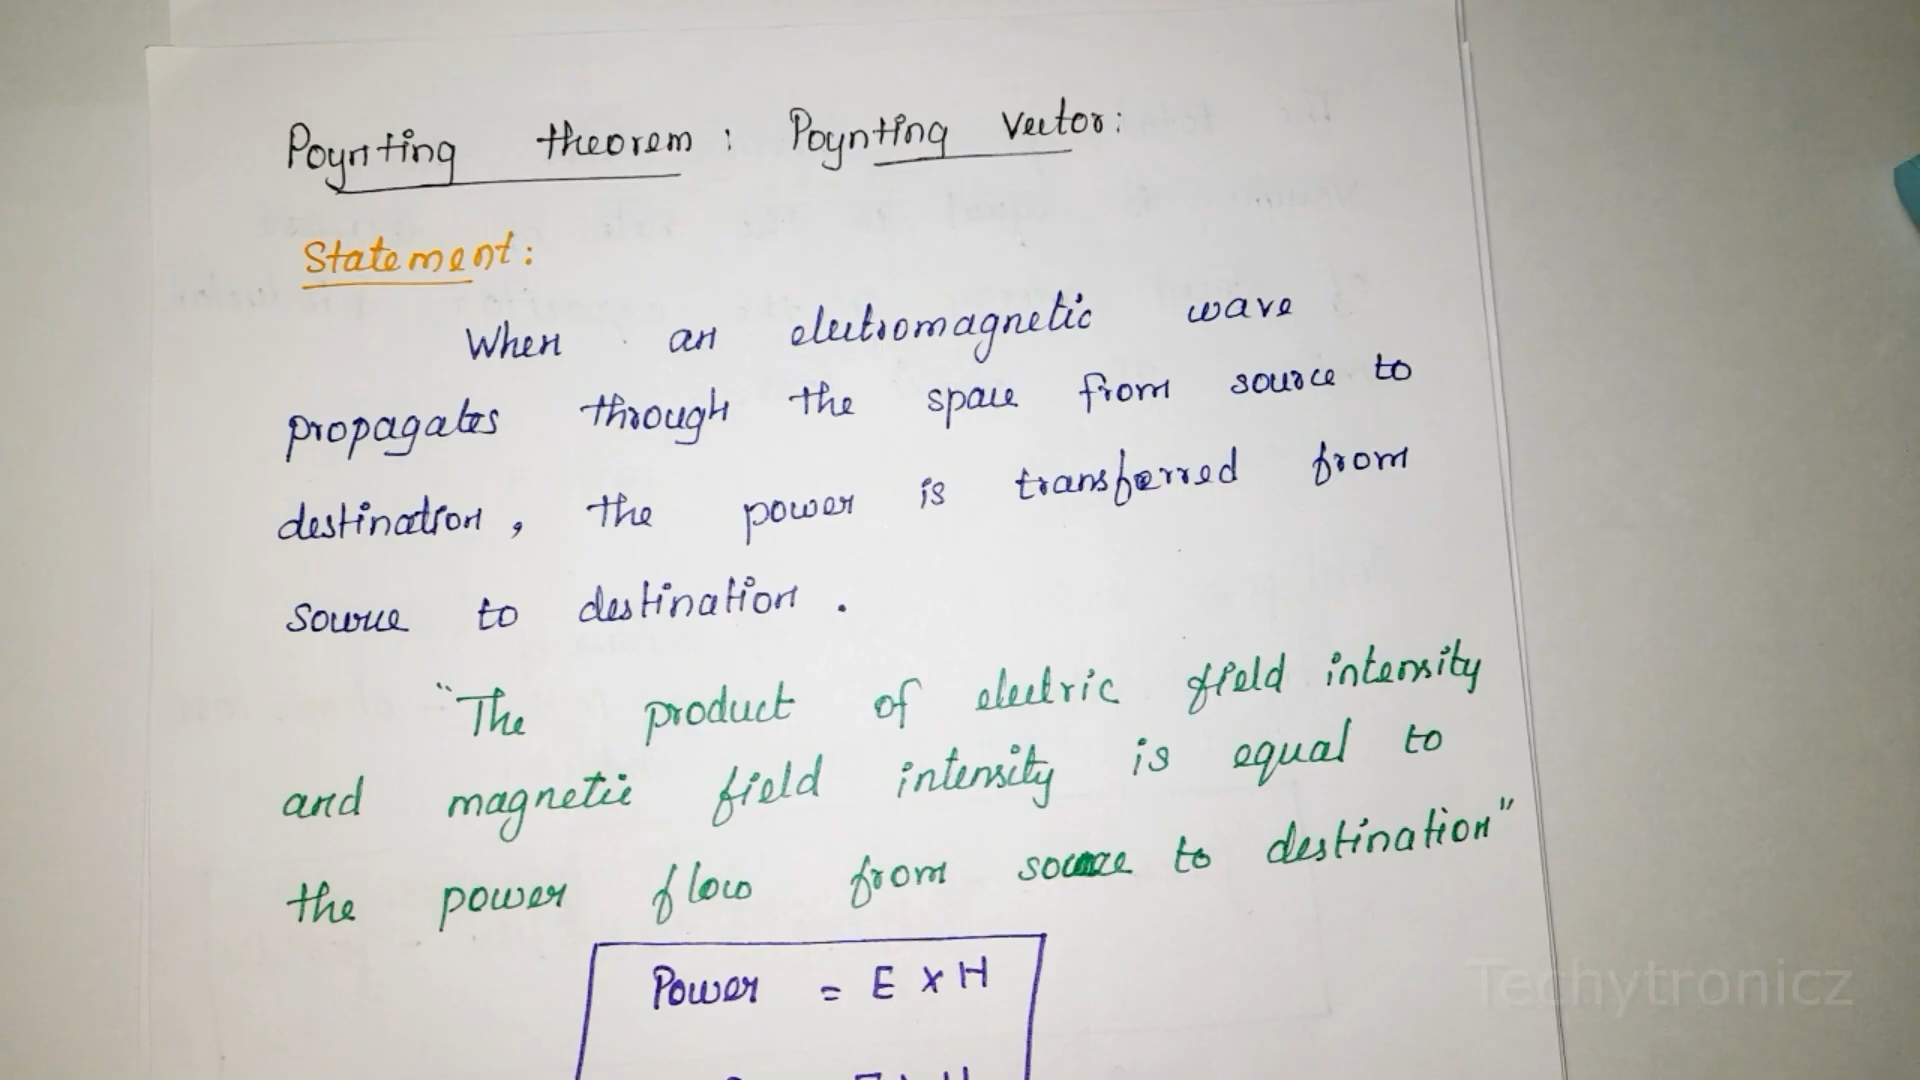 Poynting theorem : Poynting Vector:
Statement:
When an electromagnetic wave
propagates through the space from source to
destination, the power is transferred from
source to destination.
"The product of electric field intensity
and magnetic field intensity is equal to
the power flow from source to destination"
Power = E X H
Techytronicz